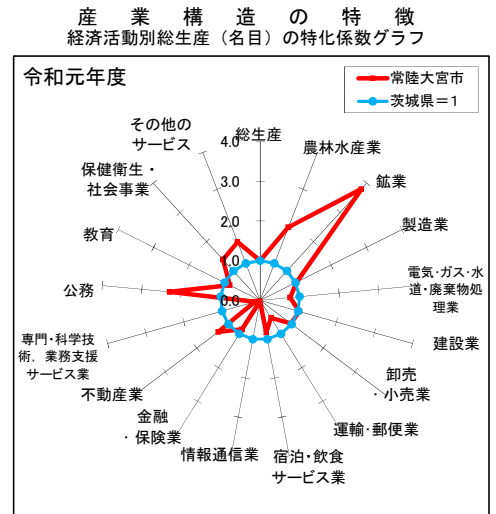 産業構造の特徴
経済活動別総生産（名目）の特化係数グラフ
令和元年度
常陸大宮市
茨城県＝1
総生産
農林水産業
鉱業
製造業
電気･ガス･水
道･廃棄物処
理業
建設業
卸売
・小売業
運輸･郵便業
宿泊・飲食
サービス業
情報通信業
金融
・保険業
不動産業
専門・科学技
術，業務支援
サービス業
公務
教育
保健衛生・
社会事業
その他の
サービス
4.0
3.0
2.0
1.0
0.0